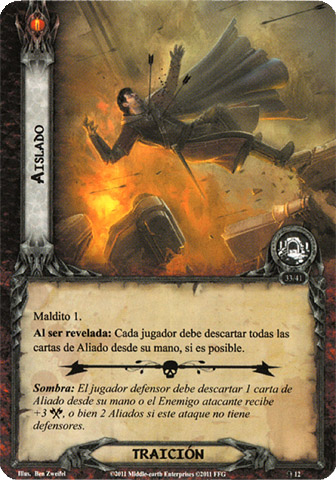 AISLADO
33/41
Maldito 1.
Al ser revelada: Cada jugador debe descartar todas las
cartas de Aliado desde su mano, si es posible.
Sombra: El jugador defensor debe descartar 1 carta de
Aliado desde su mano o el Enemigo atacante recibe
+3 , o bien 2 Aliados si este ataque no tiene
defensores.
TRAICIÓN
Illus. Ben Zweifel
©2011 Middle-earth Enterprises ©2011 FFG
12